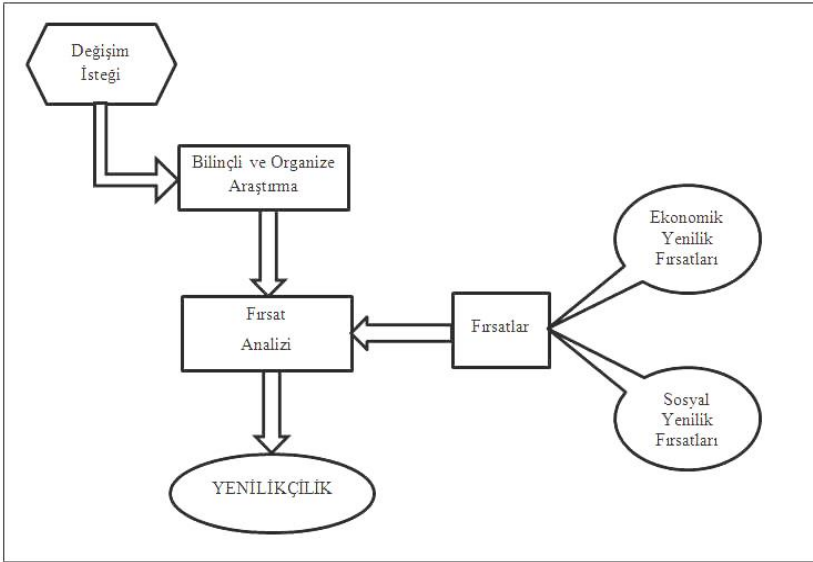 Değişim
İsteği
Bilinçli ve Organize
Araştırma
Fırsat
Analizi
YENİLİKÇİLİK
Fırsatlar
Ekonomik
Yenilik
Fırsatları
Sosyal
Yenilik
Fırsatları